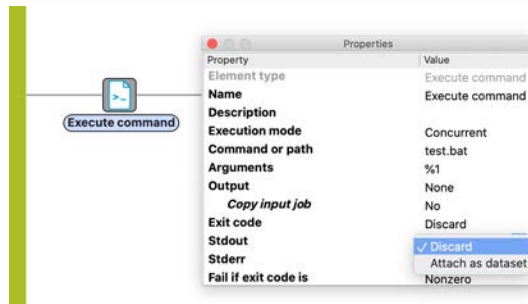 Properties
Property Value
Element type Execute command
Name Execute command
Description
Execution mode Concurrent
Command or path test.bat
Arguments %1
Output None
Copy input job No
Exit code Discard
Stdout ✓ Discard
Stderr Attach as dataset
Fail if exit code is Nonzero
>_
Execute command